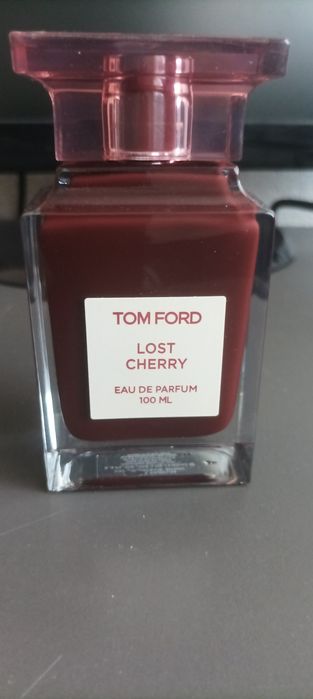 TOM FORD
LOST
CHERRY
EAU DE PARFUM
100 ML